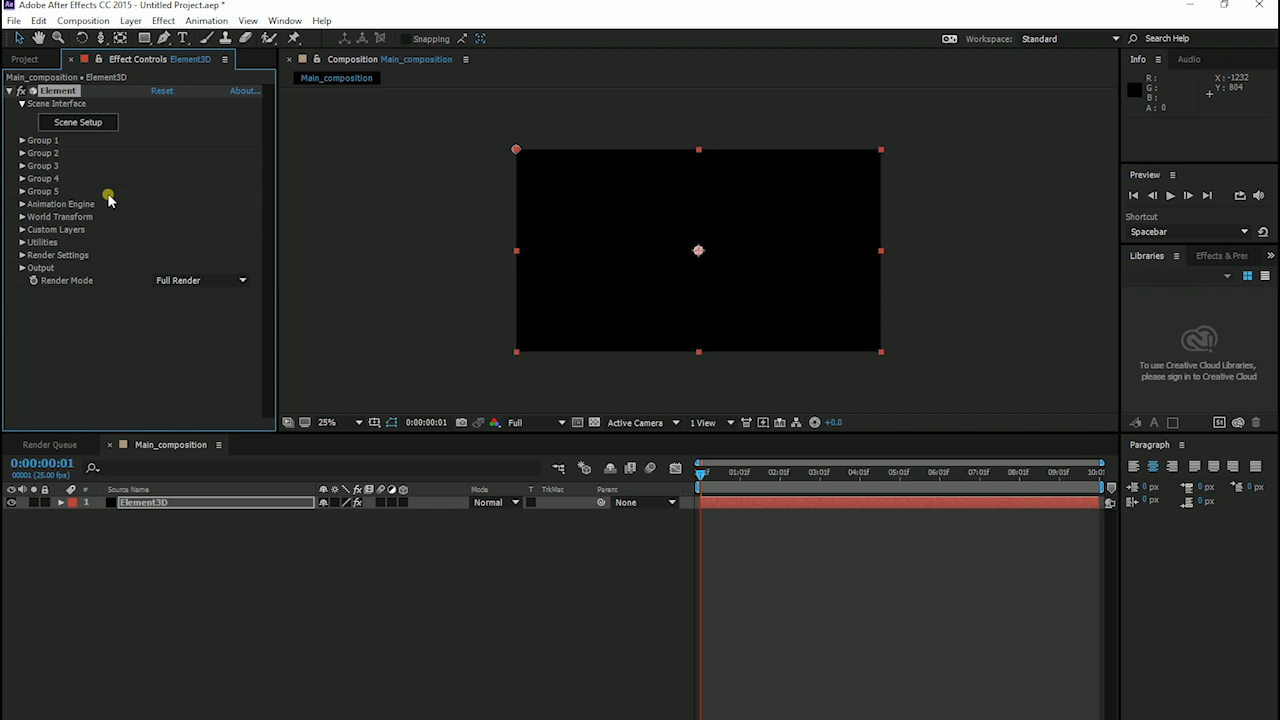 Ae Adobe After Effects CC 2015 - Untitled Project.aep *
File Edit Composition Layer Effect Animation View Window Help
Snapping Workspace: Standard Search Help
Project × Effect Controls Element3D
Main_composition • Element3D
fx Element Reset About...
Scene Interface
Scene Setup
Group 1
Group 2
Group 3
Group 4
Group 5
Animation Engine
World Transform
Custom Layers
Utilities
Render Settings
Output
Render Mode Full Render
× Composition Main_composition
Main_composition
25% 0:00:00:01 Full Active Camera 1 View +0.0
Info Audio
R: X: -1232
G: Y: 804
B:
A: 0
Preview
Shortcut
Spacebar
Libraries Effects & Pre:
To use Creative Cloud Libraries,
please sign in to Creative Cloud
Render Queue × Main_composition
0:00:00:01
00001 (25.00 fps)
# Source Name fx Mode T TrkMat Parent
1 Element3D fx Normal None
01:01f 02:01f 03:01f 04:01f 05:01f 06:01f 07:01f 08:01f 09:01f 10:0
Paragraph
0 px 0 px 0 px
0 px 0 px